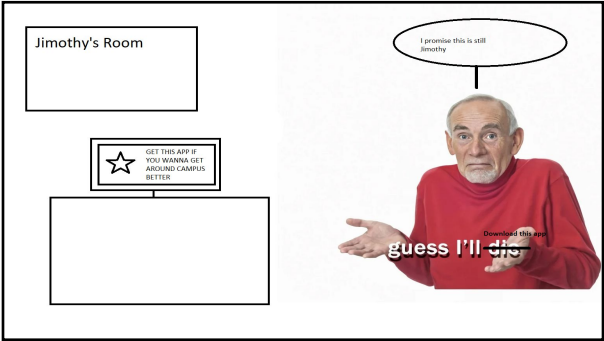 Jimothy's Room
I promise this is still
Jimothy
GET THIS APP IF
YOU WANNA GET
AROUND CAMPUS
BETTER
Download this app
guess I'll die